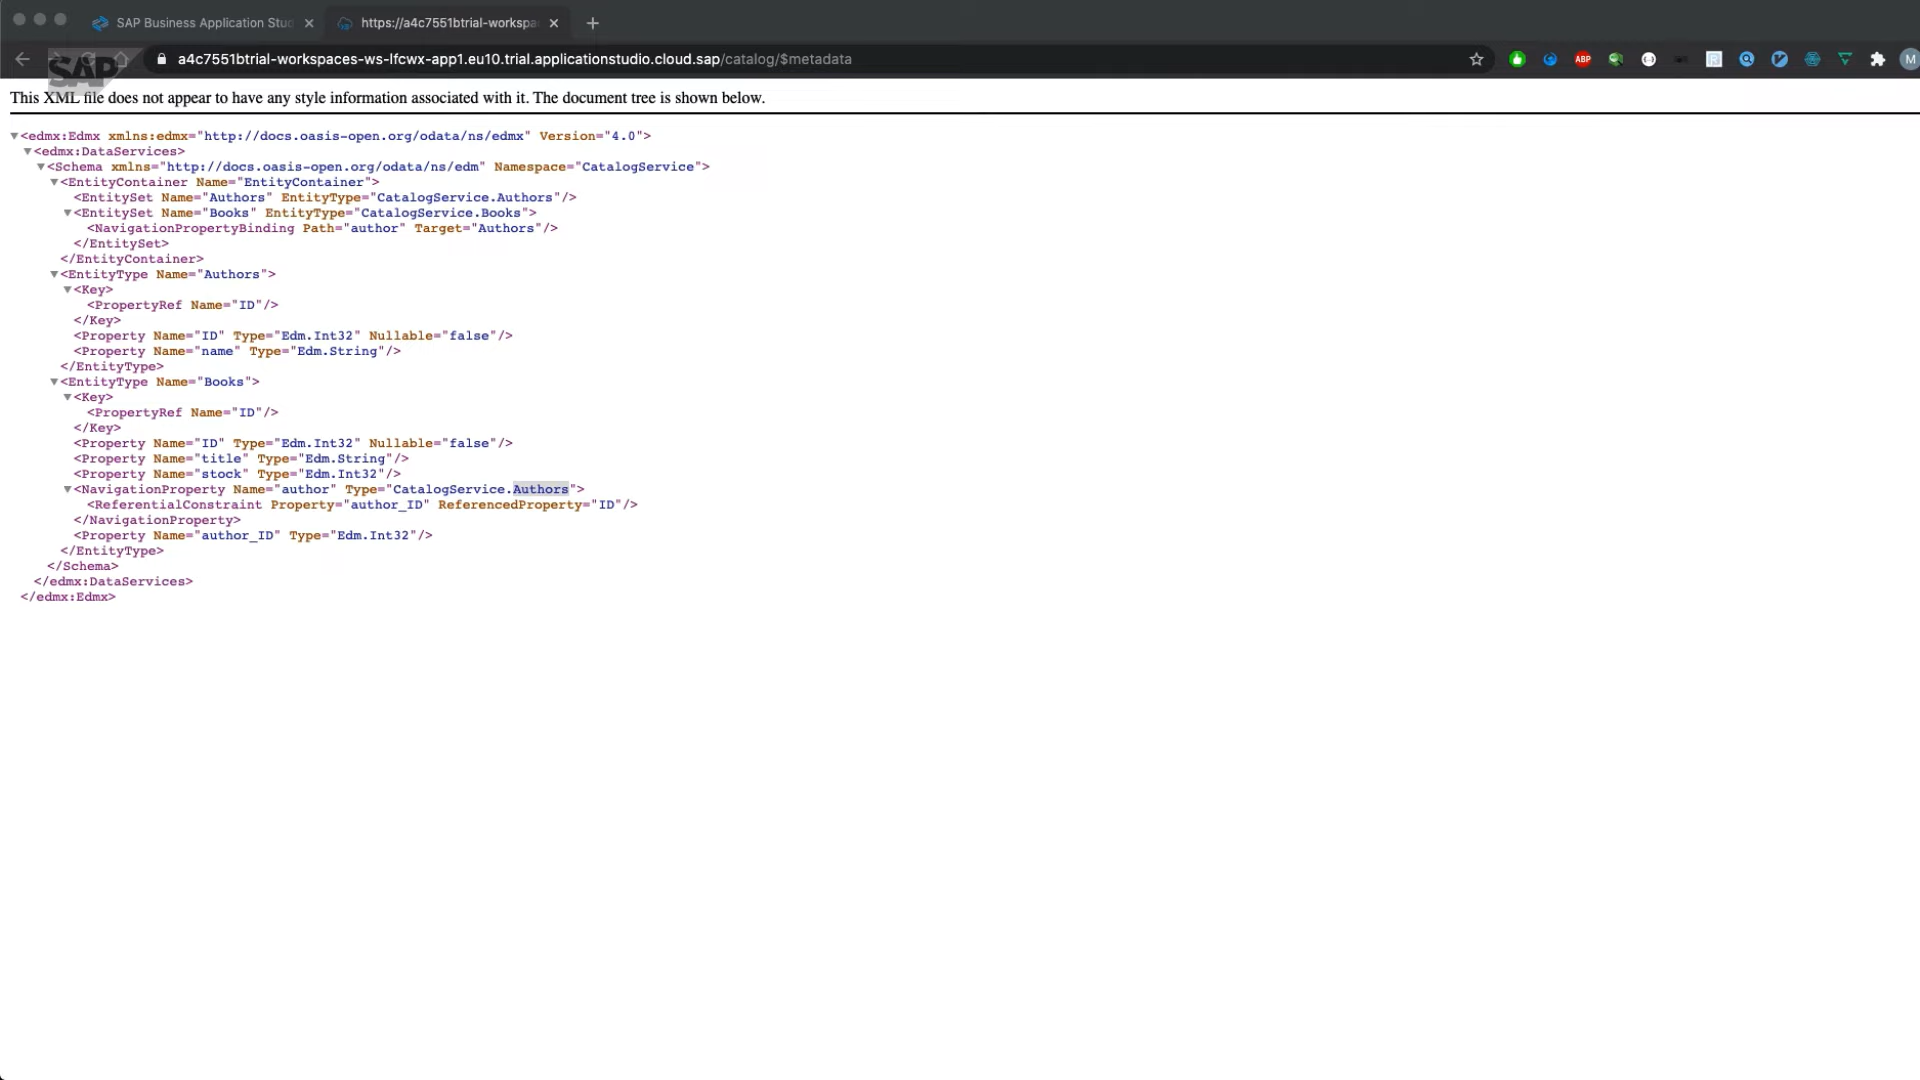 SAP Business Application Stu
https://a4c7551btrial-workspa
a4c7551btrial-workspaces-ws-lfcwx-app1.eu10.trial.applicationstudio.cloud.sap/catalog/$metadata
ABP
M
SAP
This XML file does not appear to have any style information associated with it. The document tree is shown below.
<edmx:Edmx xmlns:edmx="http://docs.oasis-open.org/odata/ns/edmx" Version="4.0">
<edmx:DataServices>
<Schema xmlns="http://docs.oasis-open.org/odata/ns/edm" Namespace="CatalogService">
<EntityContainer Name="EntityContainer">
<EntitySet Name="Authors" EntityType="CatalogService.Authors"/>
<EntitySet Name="Books" EntityType="CatalogService.Books">
<NavigationPropertyBinding Path="author" Target="Authors"/>
</EntitySet>
</EntityContainer>
<EntityType Name="Authors">
<Key>
<PropertyRef Name="ID"/>
</Key>
<Property Name="ID" Type="Edm.Int32" Nullable="false"/>
<Property Name="name" Type="Edm.String"/>
</EntityType>
<EntityType Name="Books">
<Key>
<PropertyRef Name="ID"/>
</Key>
<Property Name="ID" Type="Edm.Int32" Nullable="false"/>
<Property Name="title" Type="Edm.String"/>
<Property Name="stock" Type="Edm.Int32"/>
<NavigationProperty Name="author" Type="CatalogService.Authors">
<ReferentialConstraint Property="author_ID" ReferencedProperty="ID"/>
</NavigationProperty>
<Property Name="author_ID" Type="Edm.Int32"/>
</EntityType>
</Schema>
</edmx:DataServices>
</edmx:Edmx>